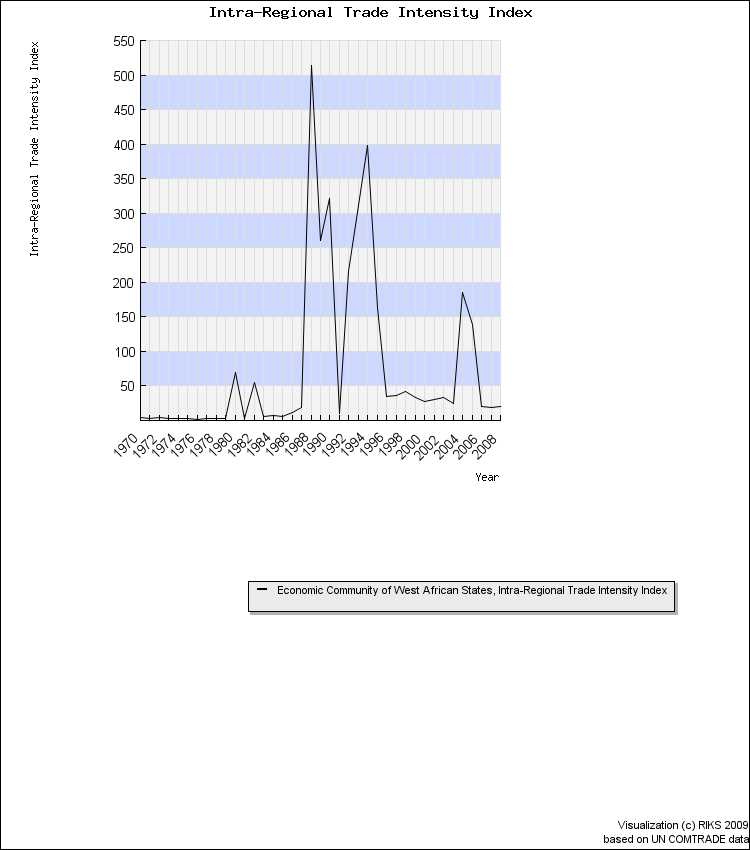 Intra-Regional Trade Intensity Index
Intra-Regional Trade Intensity Index
550
500
450
400
350
300
250
200
150
100
50
1970 1972 1974 1976 1978 1980 1982 1984 1986 1988 1990 1992 1994 1996 1998 2000 2002 2004 2006 2008
Year
Economic Community of West African States, Intra-Regional Trade Intensity Index
Visualization (c) RIKS 2009
based on UN COMTRADE data